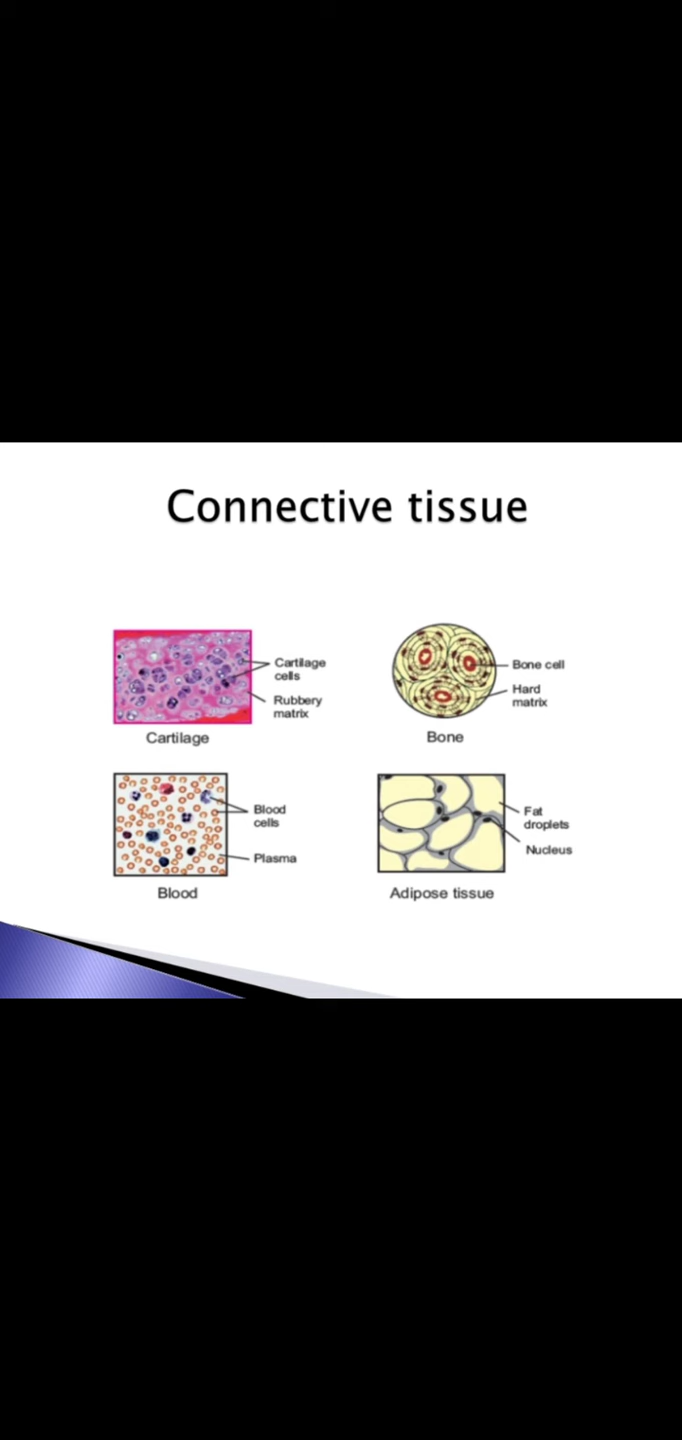 Connective tissue
Cartilage
cells
Rubbery
matrix
Cartilage
Bone cell
Hard
matrix
Bone
Blood
cells
Plasma
Blood
Fat
droplets
Nucleus
Adipose tissue